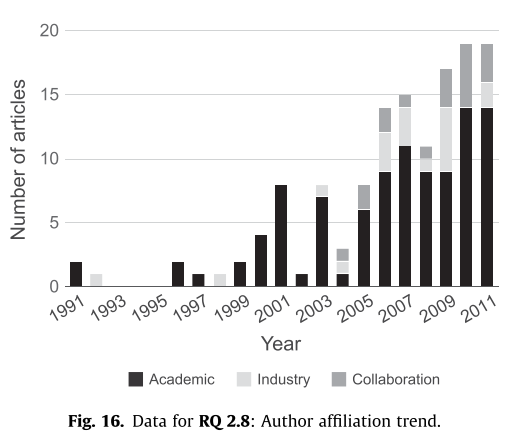 20
15
10
5
0
Number of articles
1991 1993 1995 1997 1999 2001 2003 2005 2007 2009 2011
Year
Academic Industry Collaboration
Fig. 16. Data for RQ 2.8: Author affiliation trend.